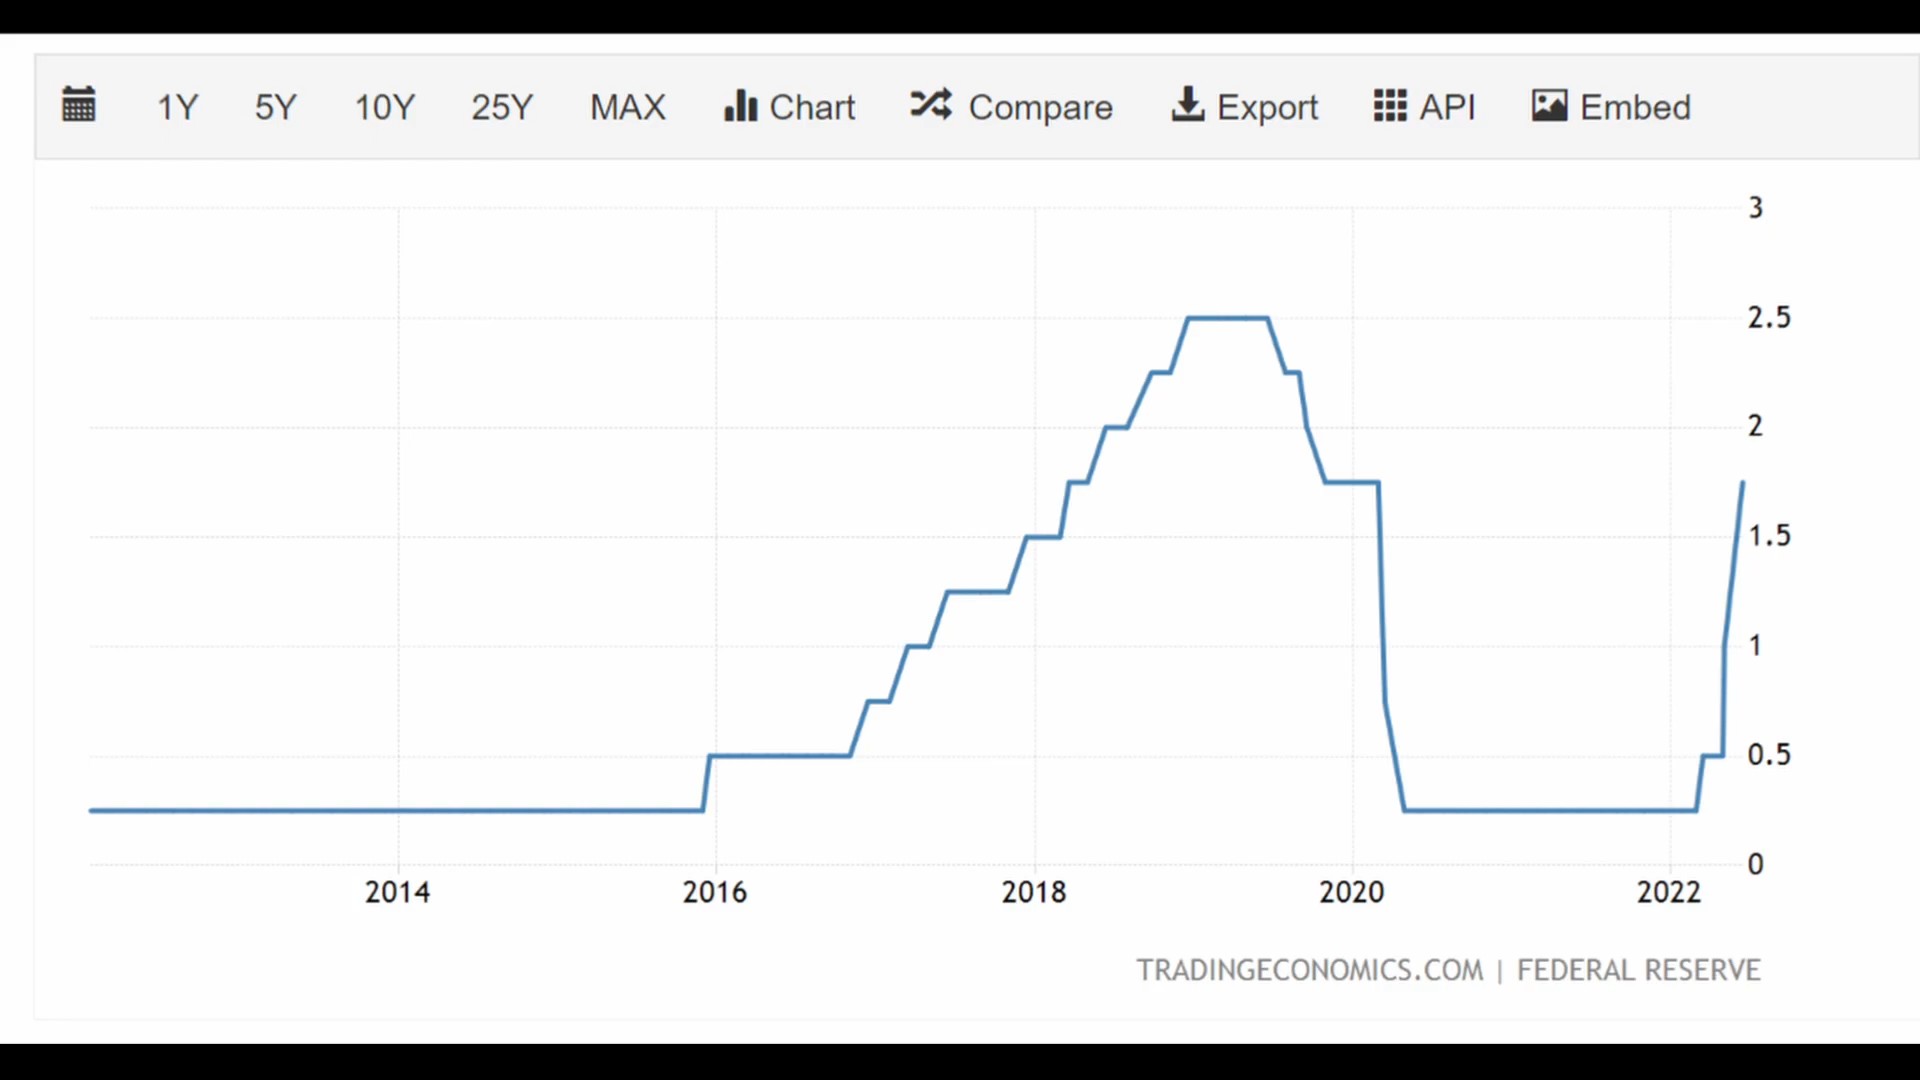 1Y 5Y 10Y 25Y MAX Chart Compare Export API Embed
3
2.5
2
1.5
1
0.5
0
2014 2016 2018 2020 2022
TRADINGECONOMICS.COM | FEDERAL RESERVE